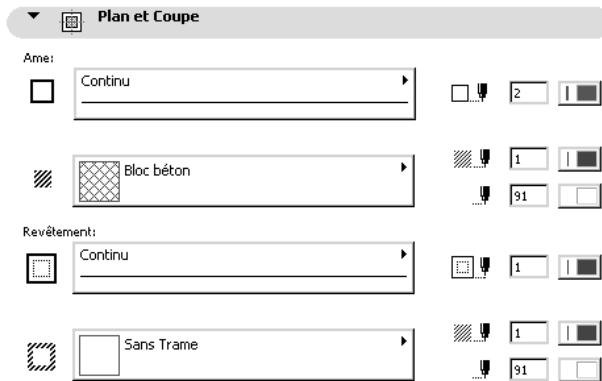 Plan et Coupe
Ame:
Continu
2
Bloc béton
1
91
Revêtement:
Continu
1
Sans Trame
1
91